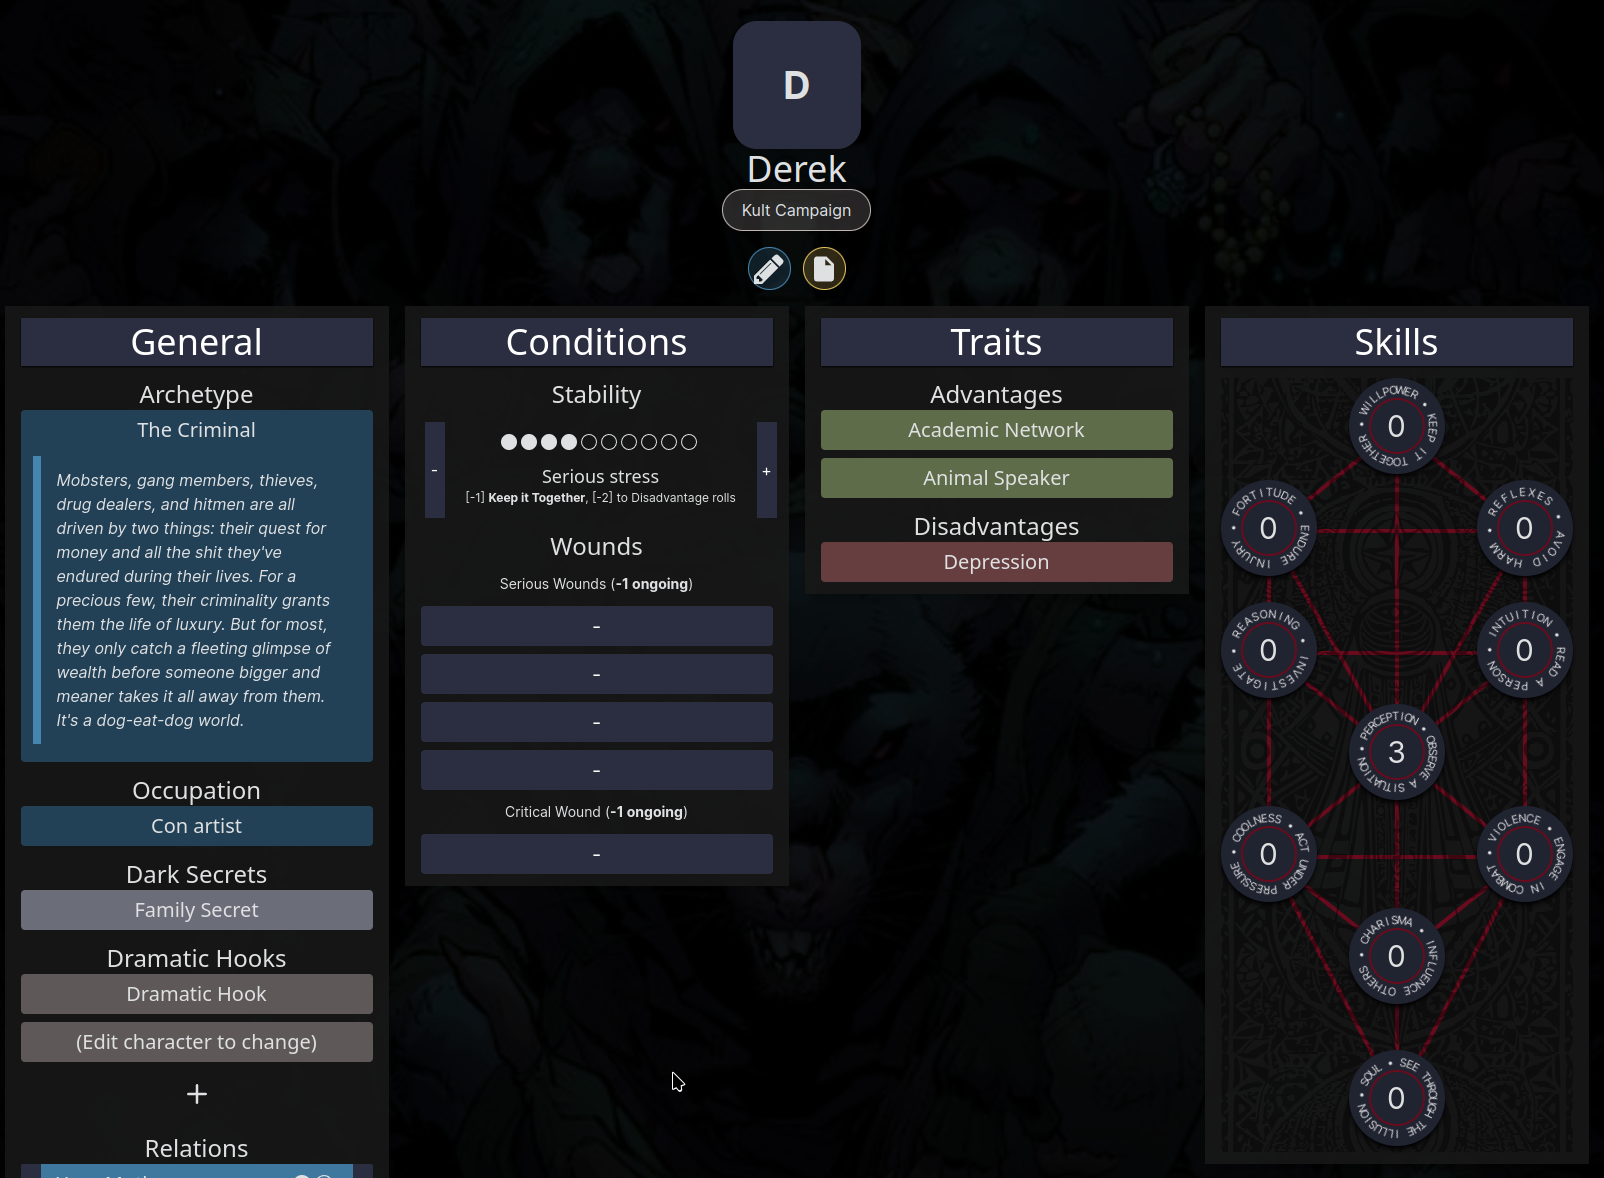 D
Derek
Kult Campaign
General
Archetype
The Criminal
Mobsters, gang members, thieves,
drug dealers, and hitmen are all
driven by two things: their quest for
money and all the shit they've
endured during their lives. For a
precious few, their criminality grants
them the life of luxury. But for most,
they only catch a fleeting glimpse of
wealth before someone bigger and
meaner takes it all away from them.
It's a dog-eat-dog world.
Occupation
Con artist
Dark Secrets
Family Secret
Dramatic Hooks
Dramatic Hook
(Edit character to change)
+
Relations
Conditions
Stability
-
+
Serious stress
[-1] Keep it Together, [-2] to Disadvantage rolls
Wounds
Serious Wounds (-1 ongoing)
-
-
-
-
Critical Wound (-1 ongoing)
-
Traits
Advantages
Academic Network
Animal Speaker
Disadvantages
Depression
Skills
WILLPOWER • KEEP IT TOGETHER •
0
FORTITUDE • ENDURE INJURY •
0
REFLEXES • AVOID HARM •
0
REASONING • INVESTIGATE •
0
INTUITION • READ A PERSON •
0
PERCEPTION • OBSERVE A SITUATION •
3
COOLNESS • ACT UNDER PRESSURE •
0
VIOLENCE • ENGAGE IN COMBAT •
0
CHARISMA • INFLUENCE OTHERS •
0
SOUL • SEE THROUGH THE ILLUSION •
0